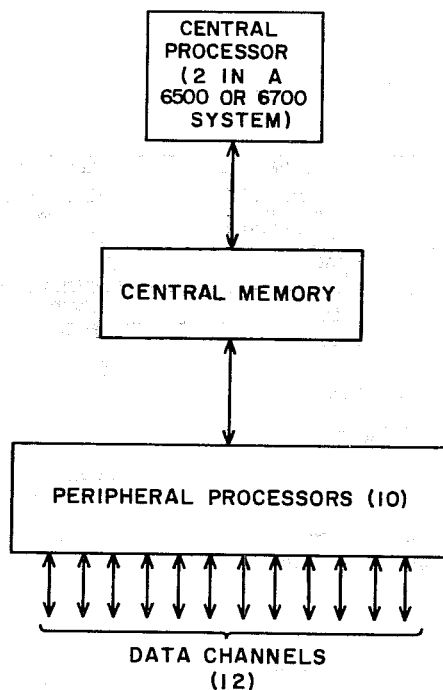 CENTRAL
PROCESSOR
(2 IN A
6500 OR 6700
SYSTEM)
CENTRAL MEMORY
PERIPHERAL PROCESSORS (10)
DATA CHANNELS
(12)